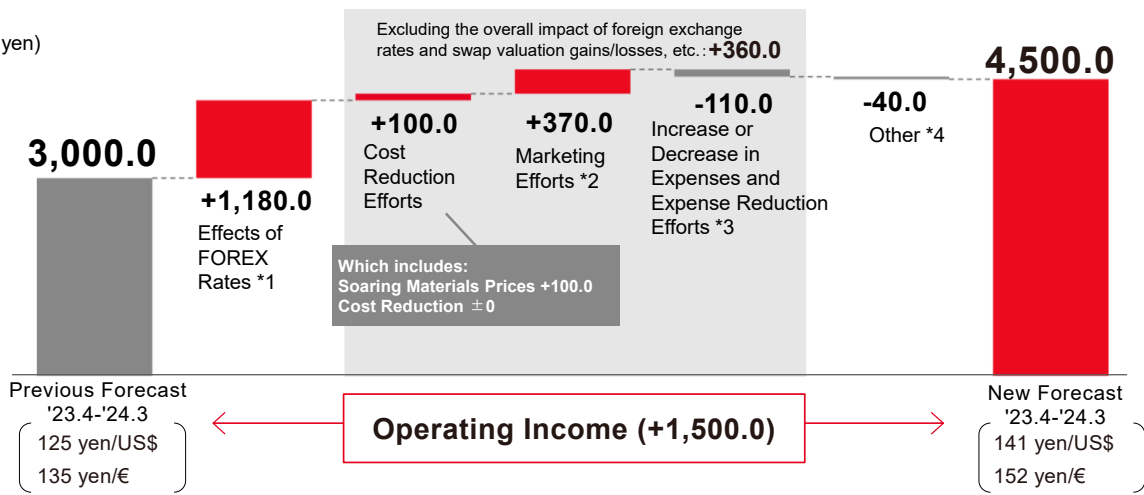 yen)
Excluding the overall impact of foreign exchange
rates and swap valuation gains/losses, etc.:+360.0
3,000.0
+1,180.0
Effects of
FOREX
Rates *1
+100.0
Cost
Reduction
Efforts
Which includes:
Soaring Materials Prices +100.0
Cost Reduction ±0
+370.0
Marketing
Efforts *2
-110.0
Increase or
Decrease in
Expenses and
Expense Reduction
Efforts *3
-40.0
Other *4
4,500.0
Previous Forecast
'23.4-'24.3
125 yen/US$
135 yen/€
Operating Income (+1,500.0)
New Forecast
'23.4-'24.3
141 yen/US$
152 yen/€